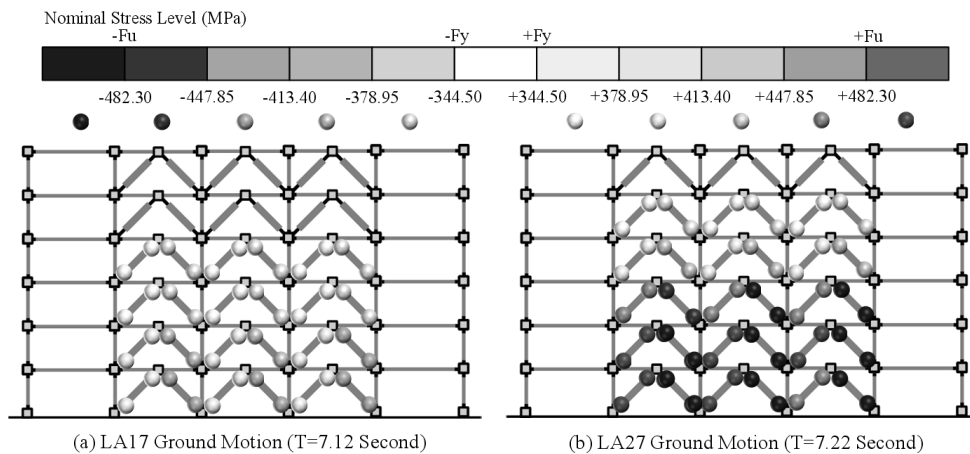 Nominal Stress Level (MPa)
-Fu -Fy +Fy +Fu
-482.30 -447.85 -413.40 -378.95 -344.50 +344.50 +378.95 +413.40 +447.85 +482.30
(a) LA17 Ground Motion (T=7.12 Second) (b) LA27 Ground Motion (T=7.22 Second)